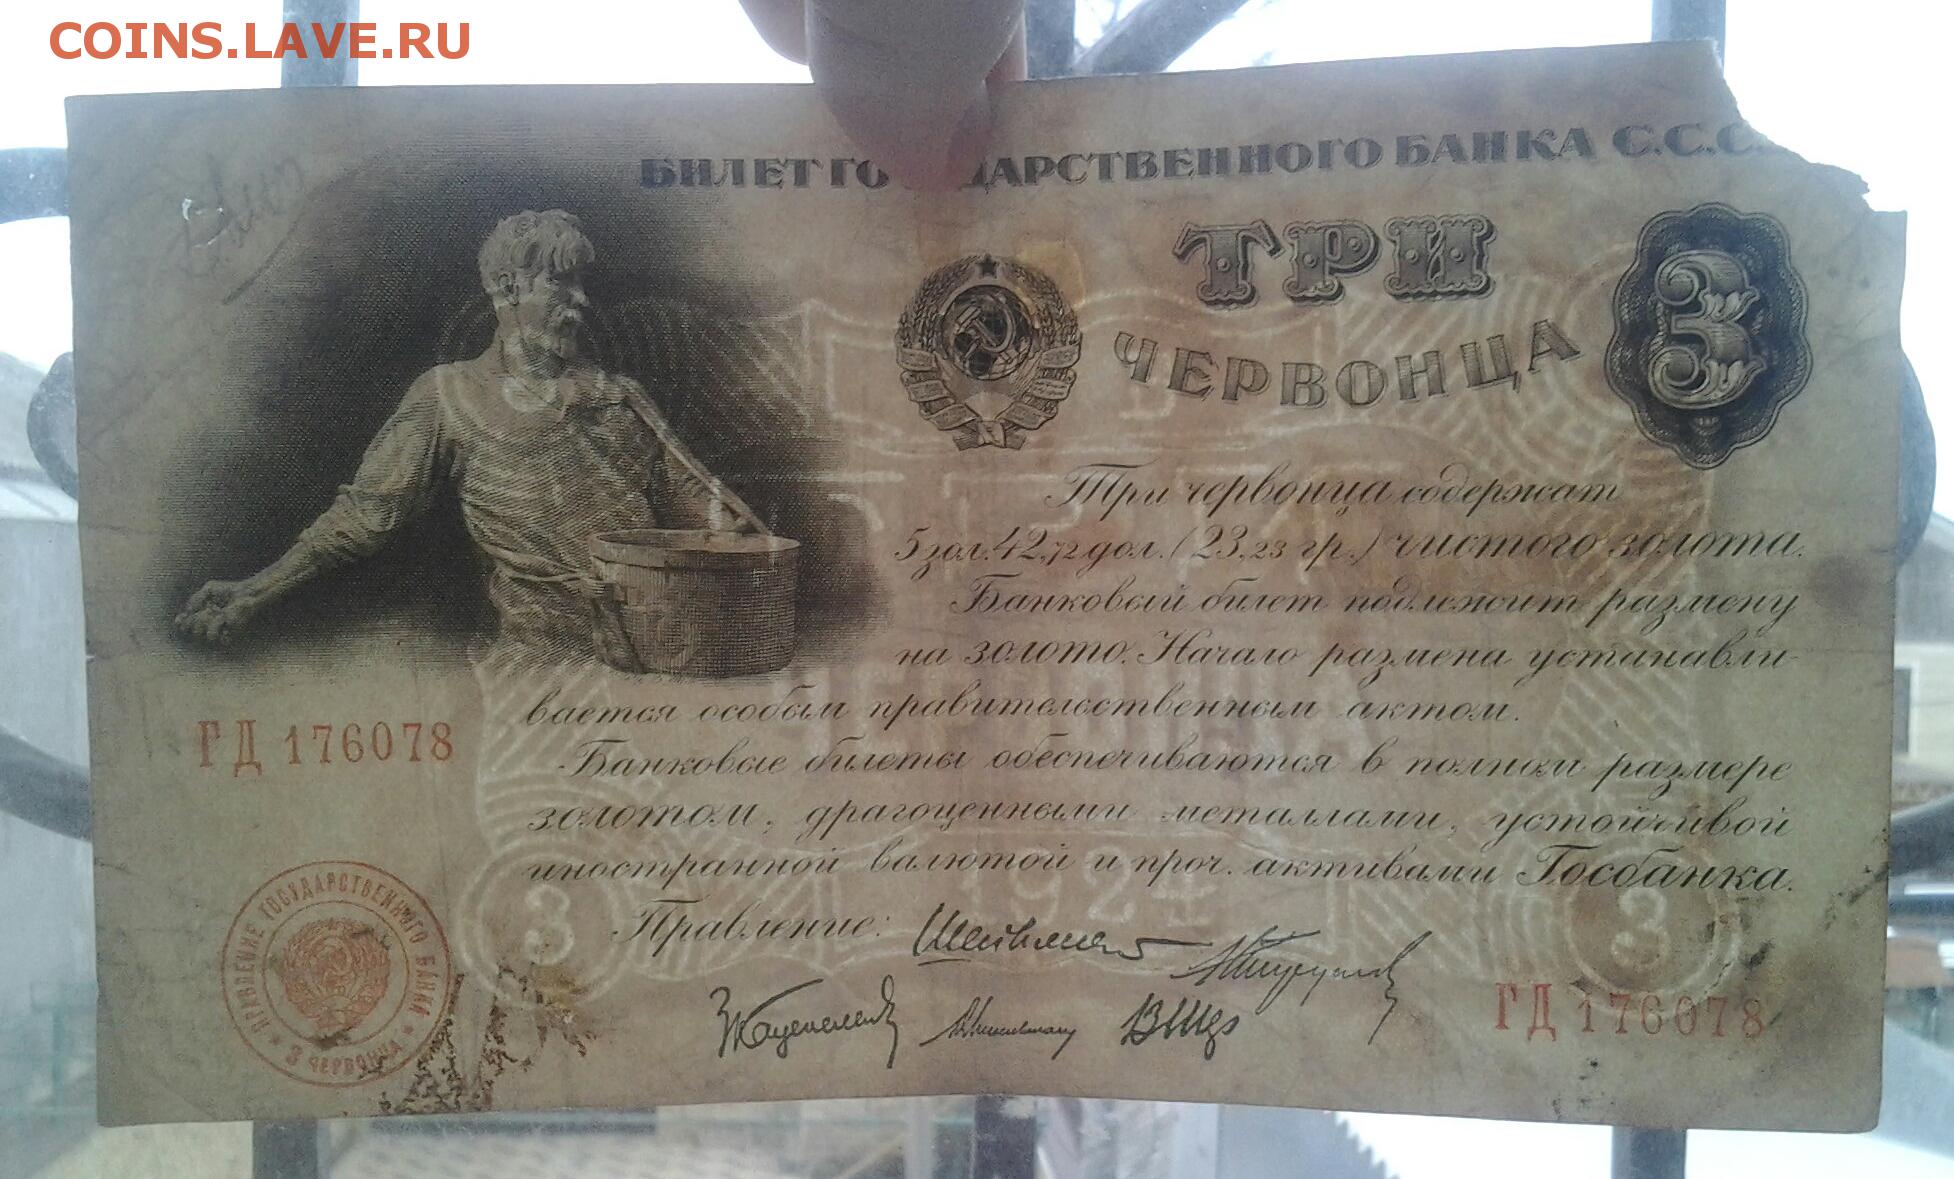 COINS.LAVE.RU
БИЛЕТ ГО ДАРСТВЕННОГО БАНКА С.С.С.
ТРИ
ЧЕРВОНЦА
3
Три червонца содержат
5 зол. 42,72 дол. (23,23 гр.) чистого золота.
Банковый билет подлежит размену
на золото. Начало размена устанавли-
вается особым правительственным актом.
Банковые билеты обеспечиваются в полном размере
золотом, драгоценными металлами, устойчивой
иностранной валютой и проч. активами Госбанка.
Правление:
ГД 176078
ГД 176078
ПРАВЛЕНИЕ ГОСУДАРСТВЕННОГО БАНКА
* 3 ЧЕРВОНЦА *
ЧЕРВОНЦА
1924
3
3